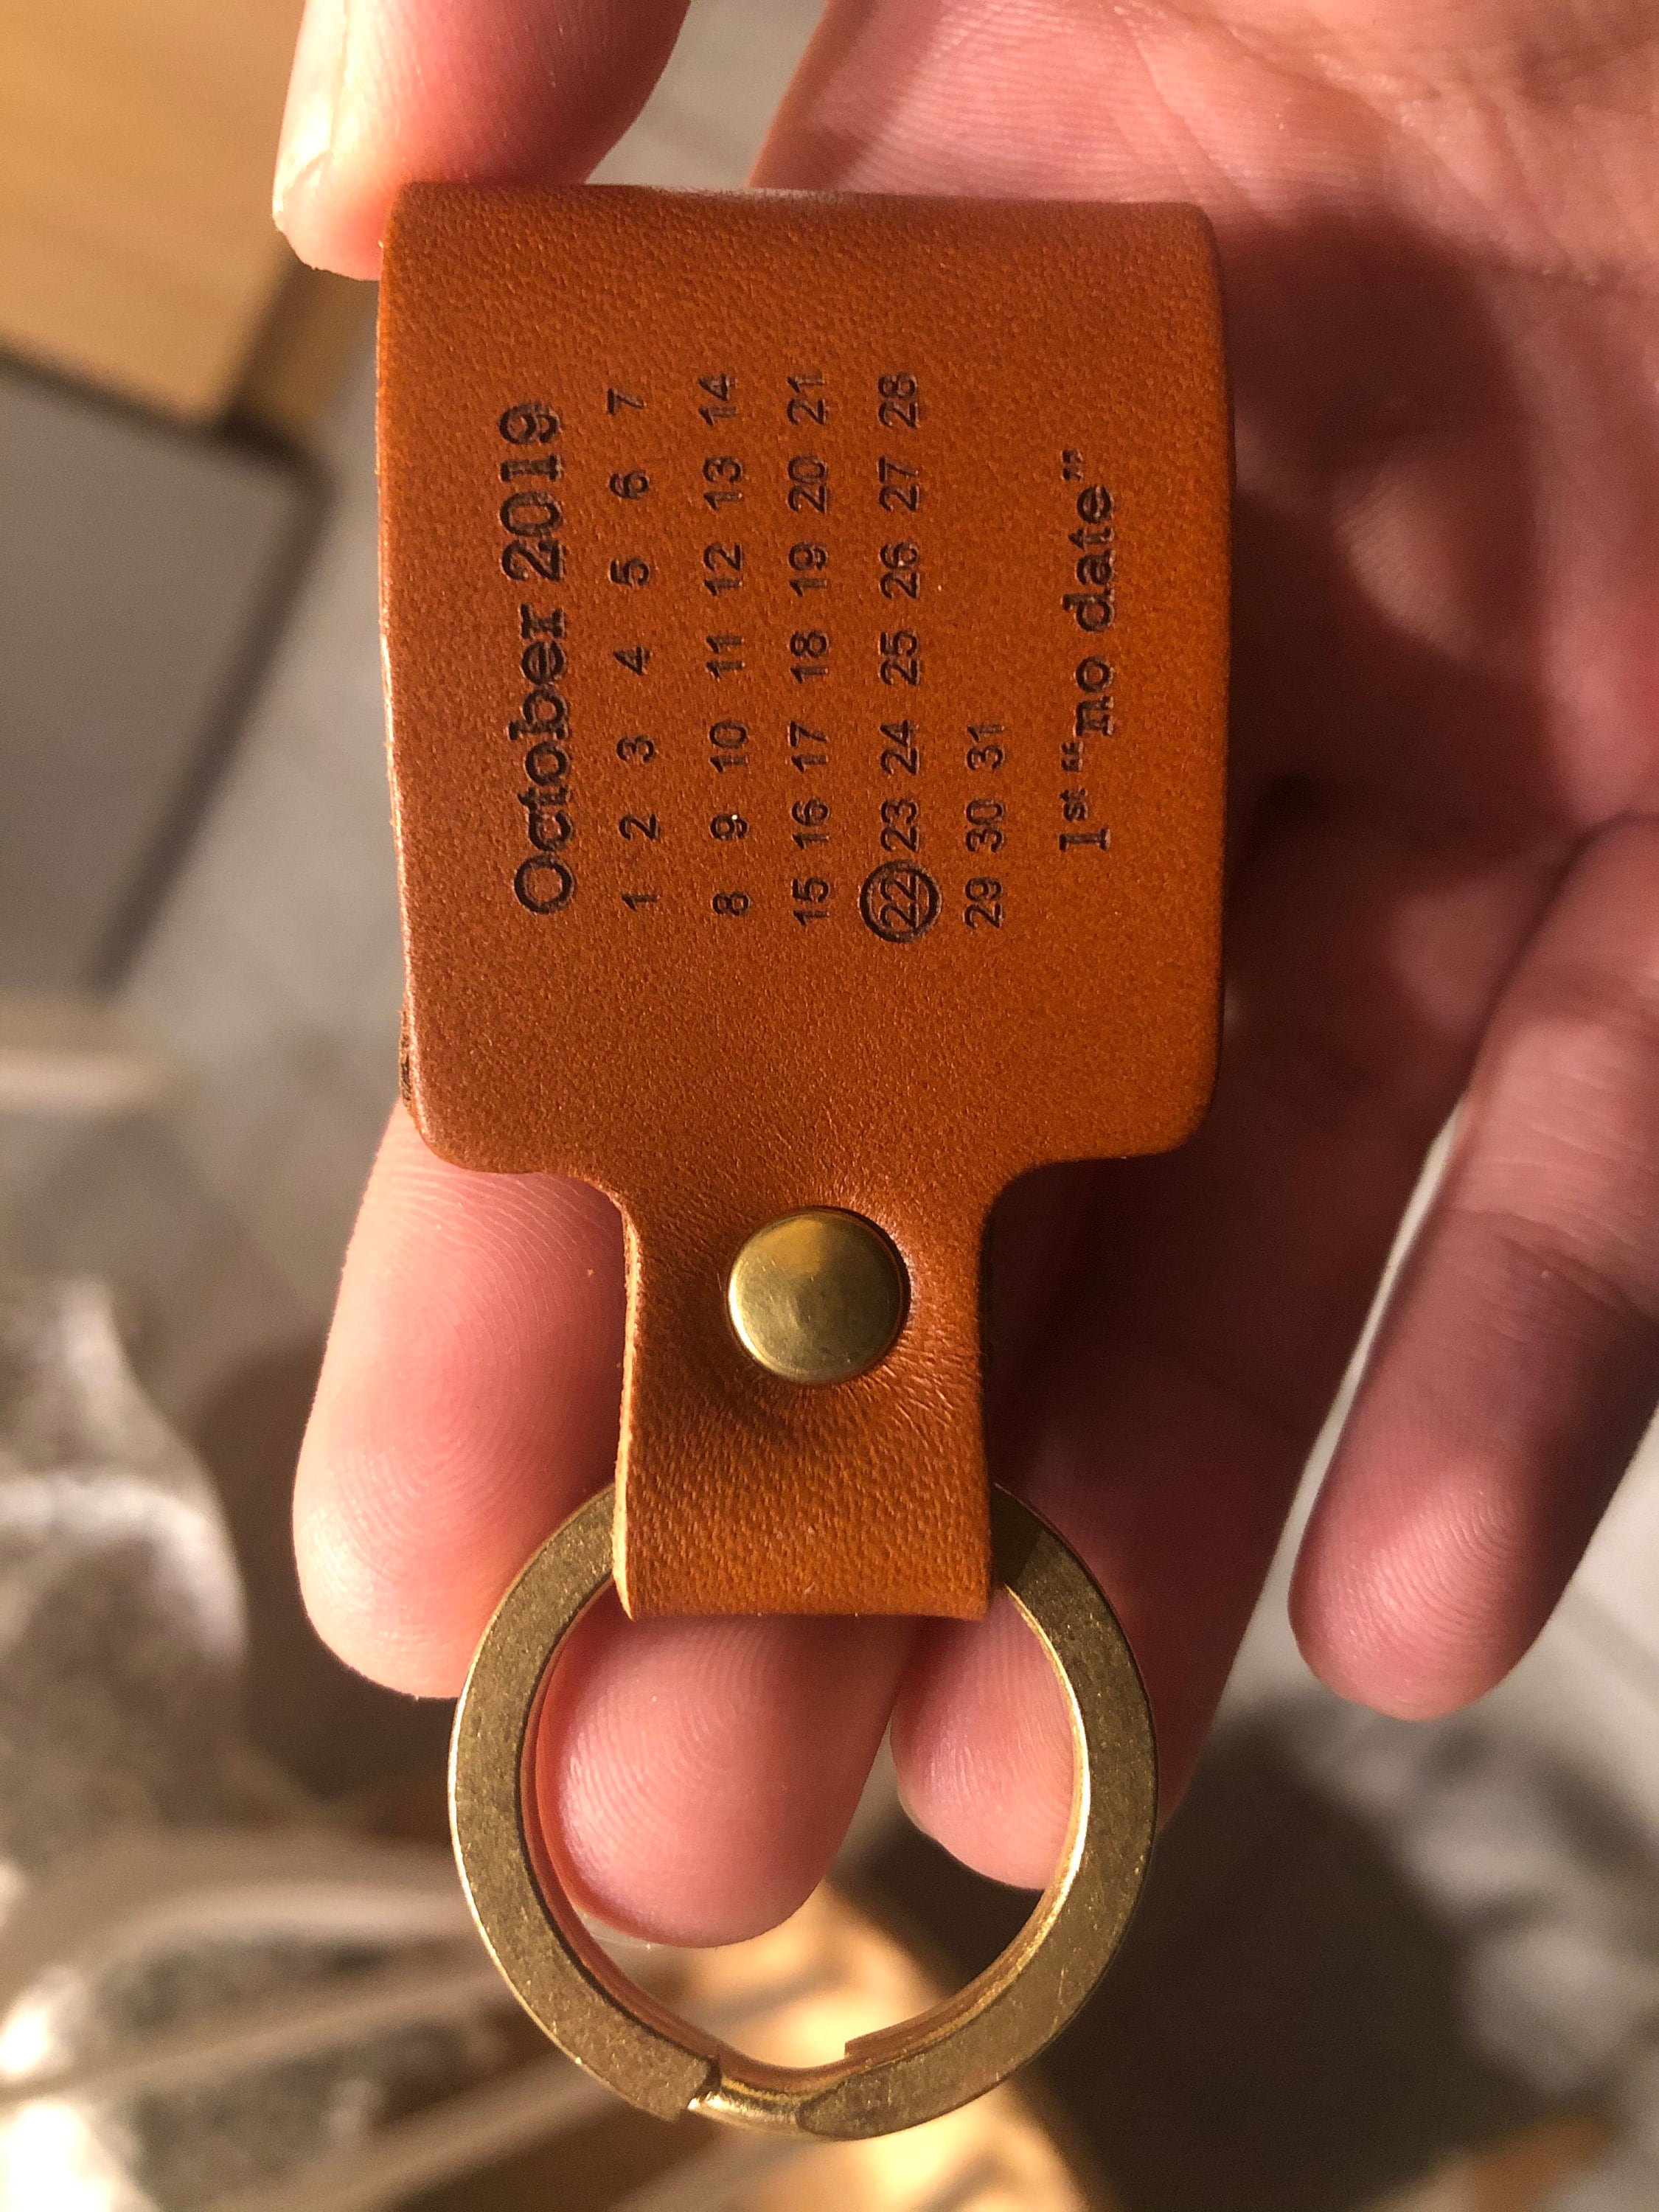 October 2019
1 2 3 4 5 6 7
8 9 10 11 12 13 14
15 16 17 18 19 20 21
22 23 24 25 26 27 28
29 30 31
1st “no date”